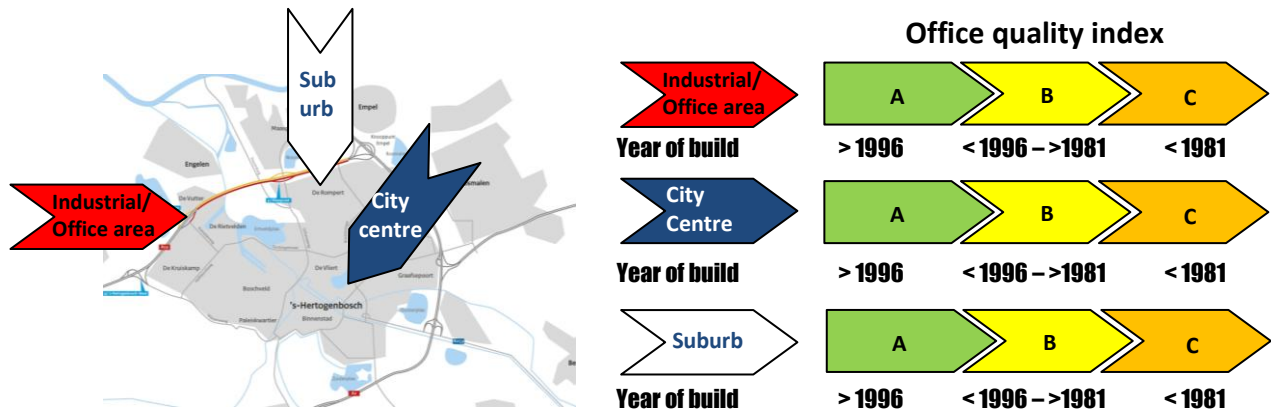 Sub
urb
Empel
Engelen
De Rompert
De Vutter
Industrial/
Office area
City
centre
De Rietvelden
De Kruiskamp
De Vliert
Graafsepoort
Boschveld
's-Hertogenbosch
Binnenstad
Paleiskwartier
Office quality index
Industrial/
Office area
A
B
C
Year of build
> 1996
< 1996 – >1981
< 1981
City
Centre
A
B
C
Year of build
> 1996
< 1996 – >1981
< 1981
Suburb
A
B
C
Year of build
> 1996
< 1996 – >1981
< 1981